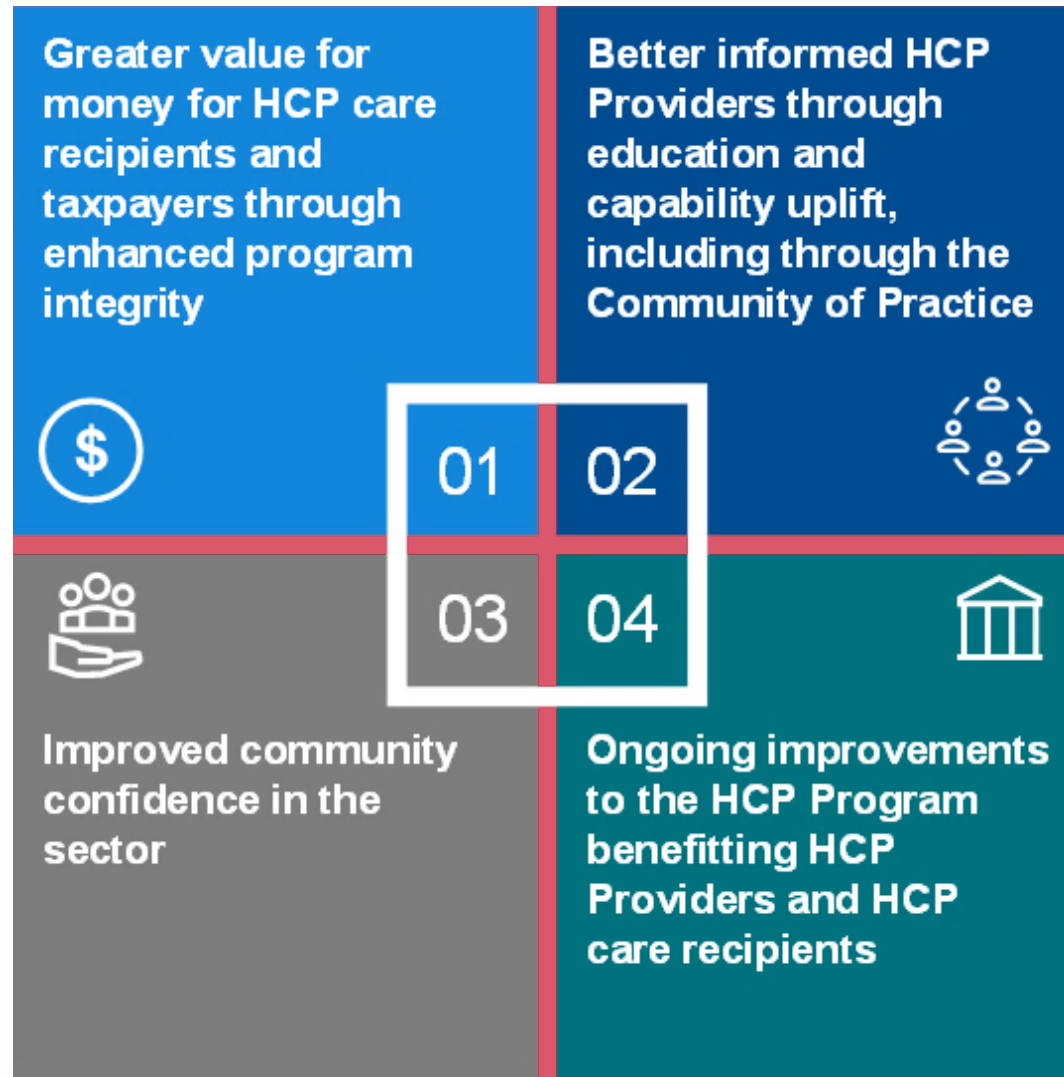 Greater value for
money for HCP care
recipients and
taxpayers through
enhanced program
integrity
$
01
Better informed HCP
Providers through
education and
capability uplift,
including through the
Community of Practice
02
03
Improved community
confidence in the
sector
04
Ongoing improvements
to the HCP Program
benefitting HCP
Providers and HCP
care recipients